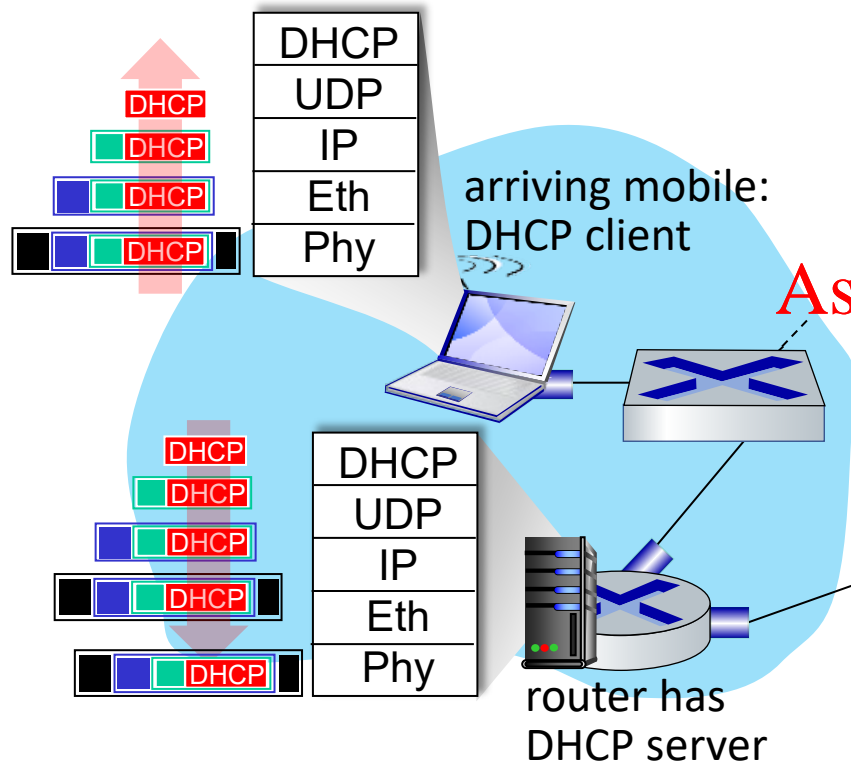 DHCP
UDP
IP
Eth
Phy
DHCP
DHCP
DHCP
DHCP
arriving mobile:
DHCP client
As
DHCP
UDP
IP
Eth
Phy
DHCP
DHCP
DHCP
DHCP
DHCP
router has
DHCP server